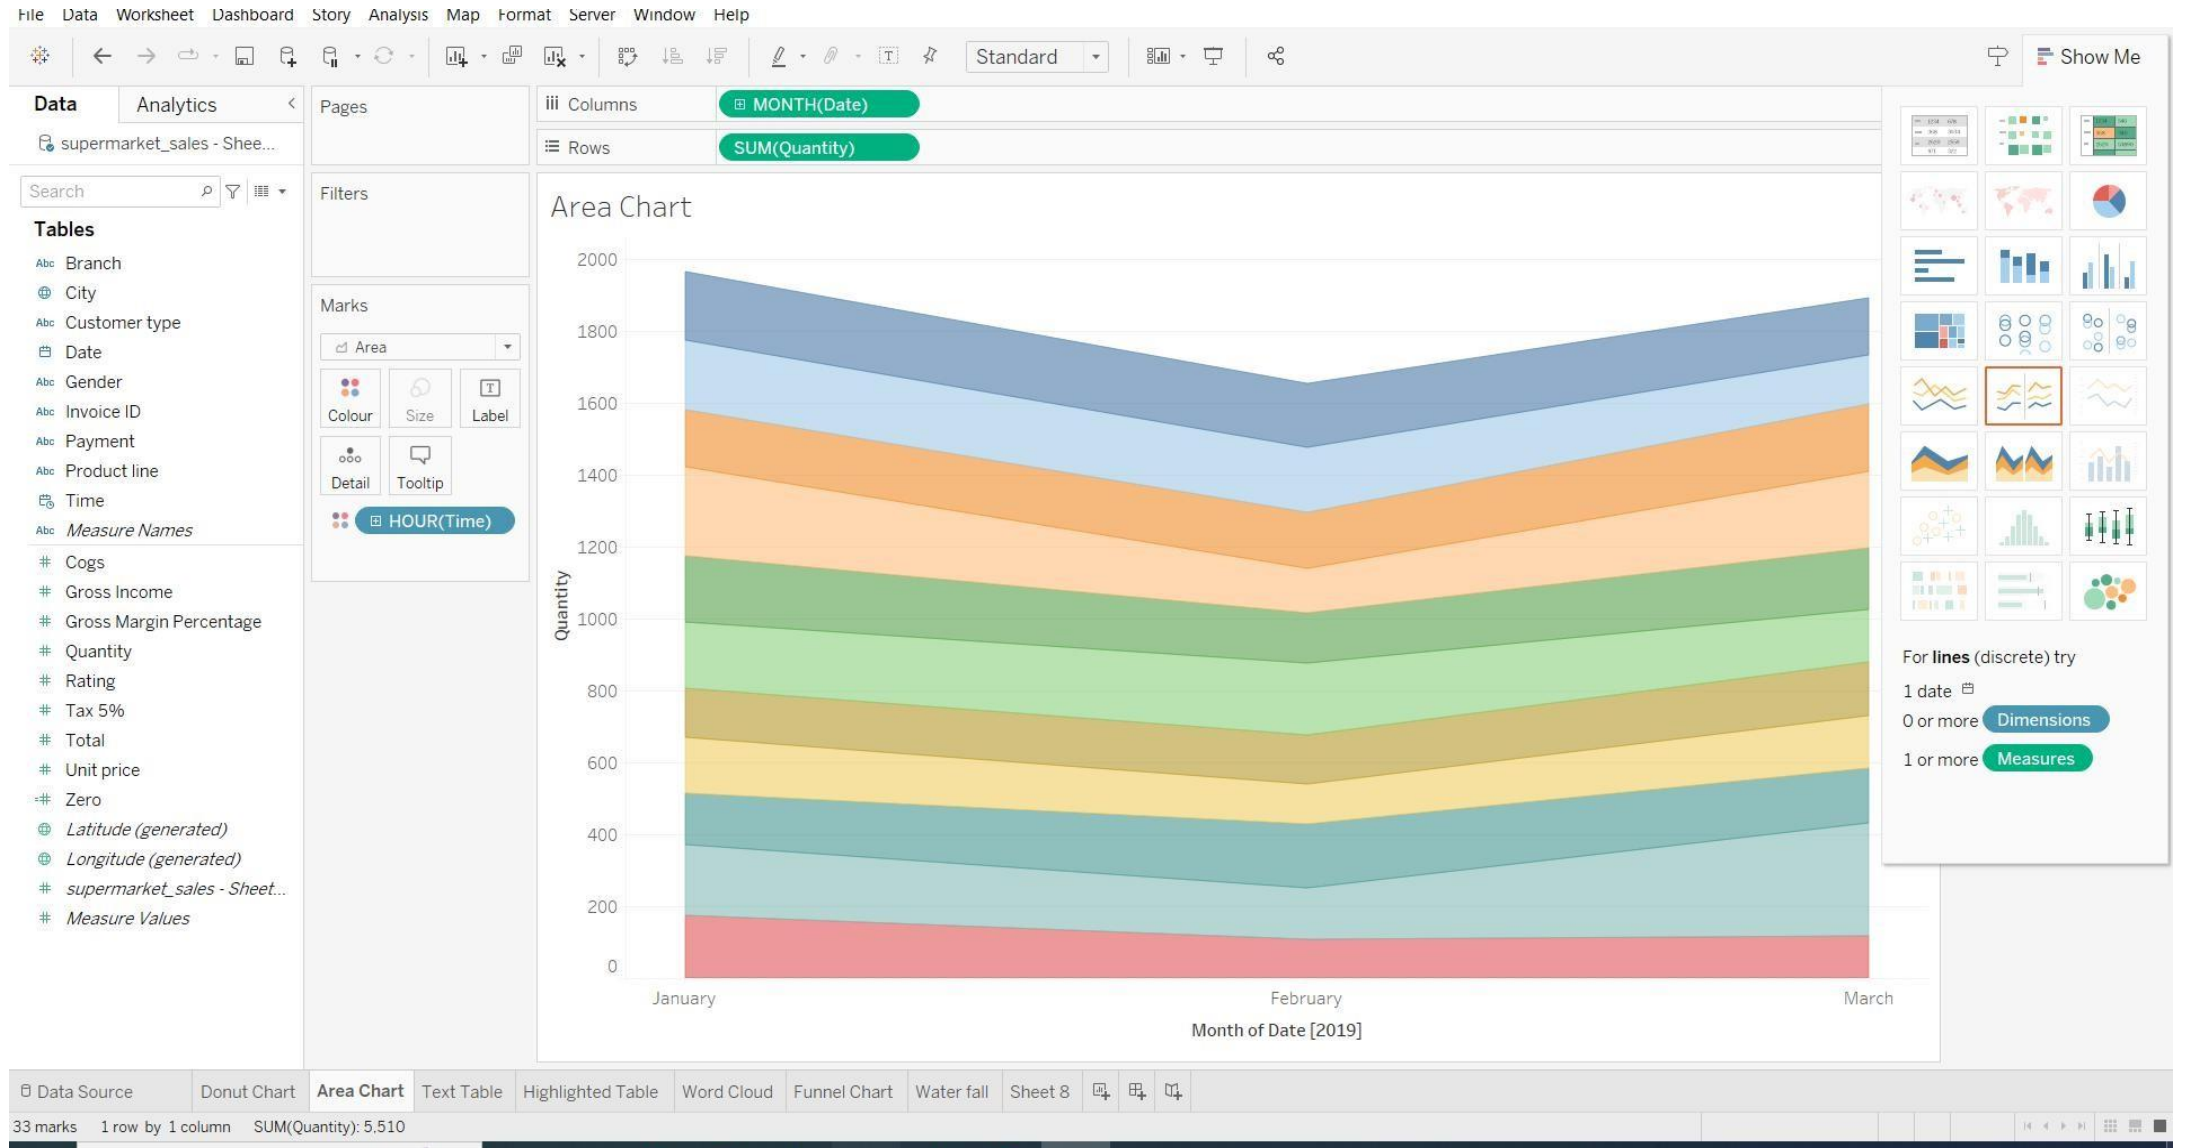 File Data Worksheet Dashboard Story Analysis Map Format Server Window Help
Standard
Show Me
Data Analytics
supermarket_sales - Shee...
Search
Tables
Abc Branch
City
Abc Customer type
Date
Abc Gender
Abc Invoice ID
Abc Payment
Abc Product line
Time
Abc Measure Names
# Cogs
# Gross Income
# Gross Margin Percentage
# Quantity
# Rating
# Tax 5%
# Total
# Unit price
=# Zero
Latitude (generated)
Longitude (generated)
# supermarket_sales - Sheet...
# Measure Values
Pages
Filters
Marks
Area
Colour Size Label
Detail Tooltip
HOUR(Time)
Columns MONTH(Date)
Rows SUM(Quantity)
Area Chart
2000
1800
1600
1400
1200
1000
800
600
400
200
0
Quantity
January February March
Month of Date [2019]
For lines (discrete) try
1 date
0 or more Dimensions
1 or more Measures
Data Source Donut Chart Area Chart Text Table Highlighted Table Word Cloud Funnel Chart Water fall Sheet 8
33 marks 1 row by 1 column SUM(Quantity): 5,510